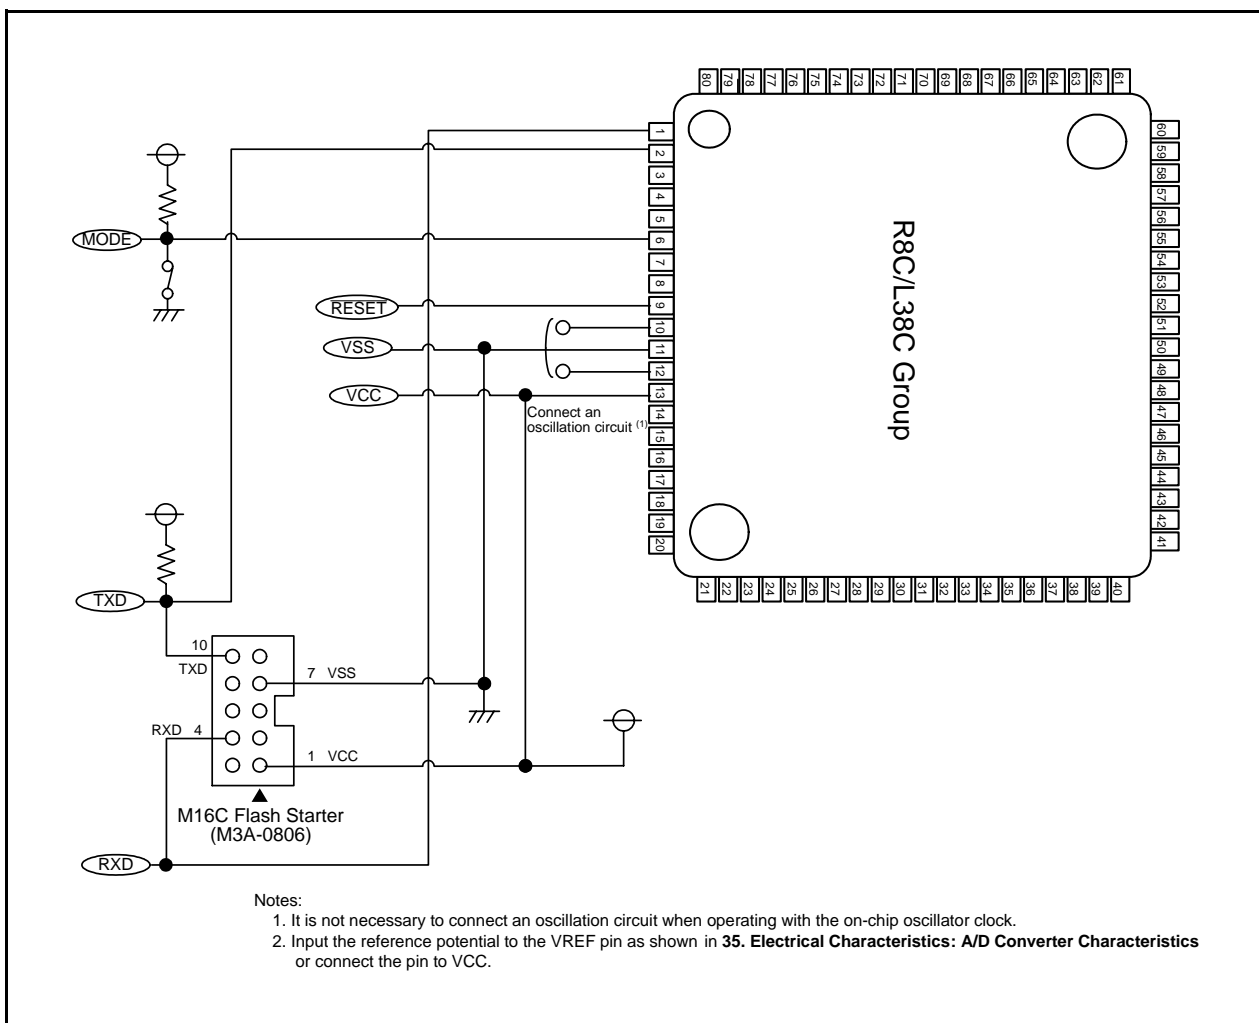 80 79 78 77 76 75 74 73 72 71 70 69 68 67 66 65 64 63 62 61
1
2
3
4
5
6
7
8
9
10
11
12
13
14
15
16
17
18
19
20
60
59
58
57
56
55
54
53
52
51
50
49
48
47
46
45
44
43
42
41
21 22 23 24 25 26 27 28 29 30 31 32 33 34 35 36 37 38 39 40
R8C/L38C Group
MODE
RESET
VSS
VCC
Connect an
oscillation circuit (1)
TXD
10
TXD
7 VSS
RXD 4
1 VCC
M16C Flash Starter
(M3A-0806)
RXD
Notes:
1. It is not necessary to connect an oscillation circuit when operating with the on-chip oscillator clock.
2. Input the reference potential to the VREF pin as shown in 35. Electrical Characteristics: A/D Converter Characteristics
or connect the pin to VCC.